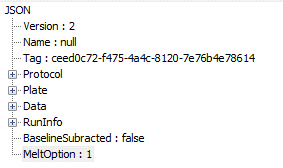 JSON
Version : 2
Name : null
Tag : ceed0c72-f475-4a4c-8120-7e76b4e78614
Protocol
Plate
Data
RunInfo
BaselineSubracted : false
MeltOption : 1